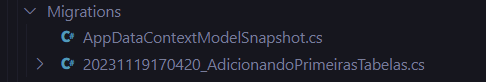 Migrations
AppDataContextModelSnapshot.cs
20231119170420_AdicionandoPrimeirasTabelas.cs